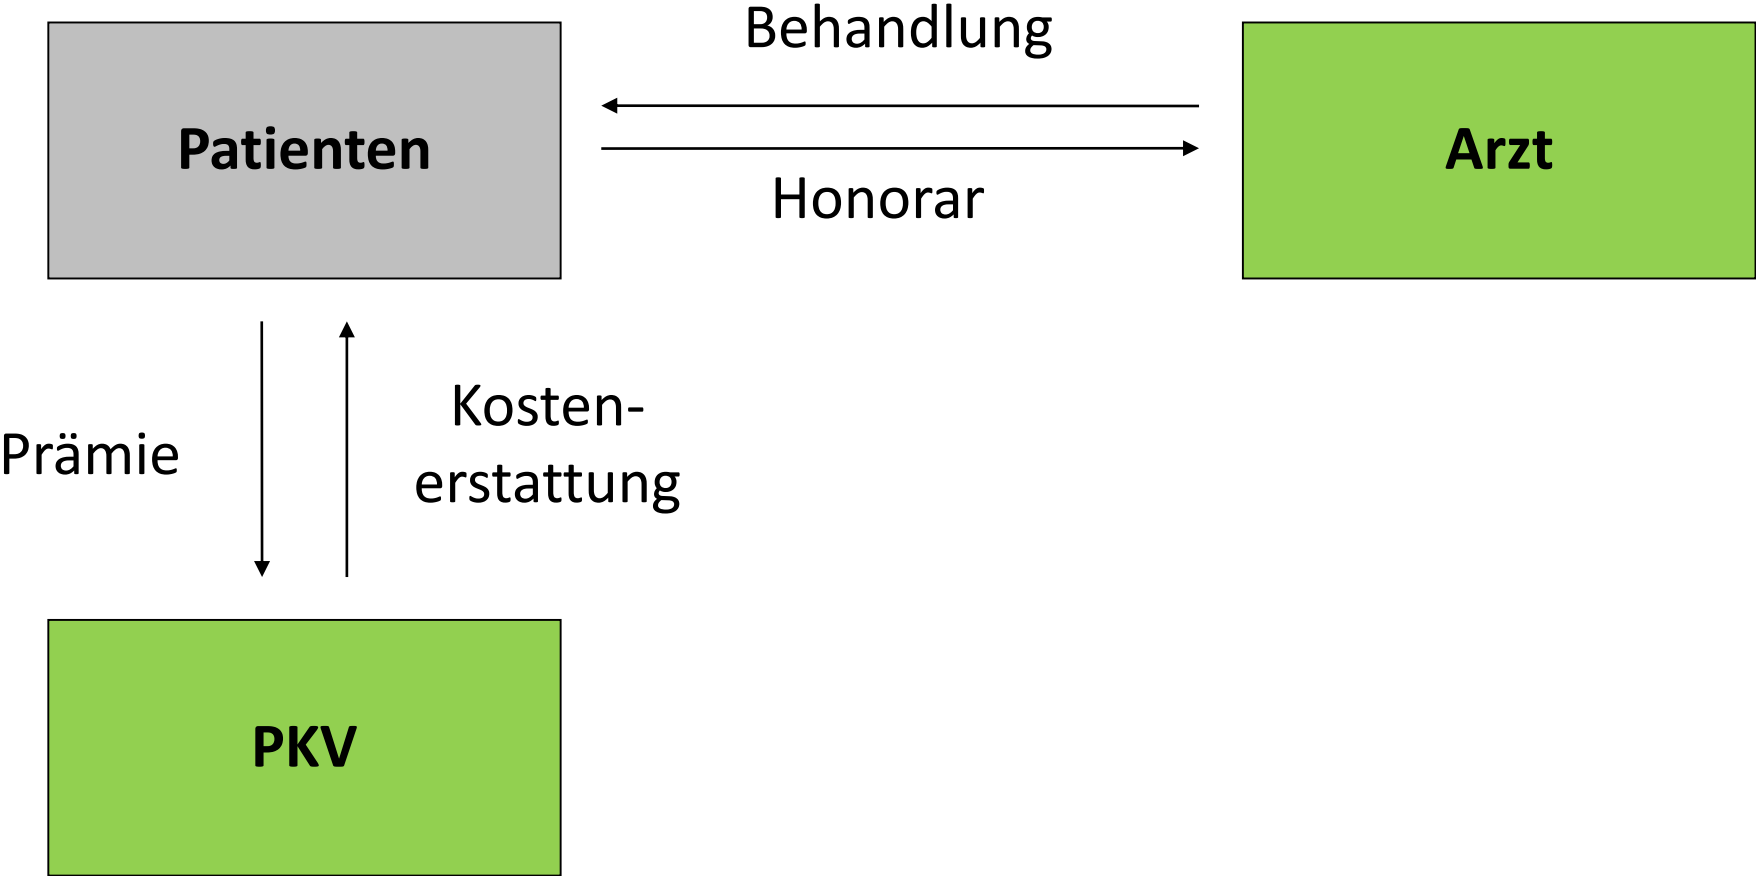 Behandlung
Patienten
Arzt
Honorar
Prämie
Kosten-
erstattung
PKV